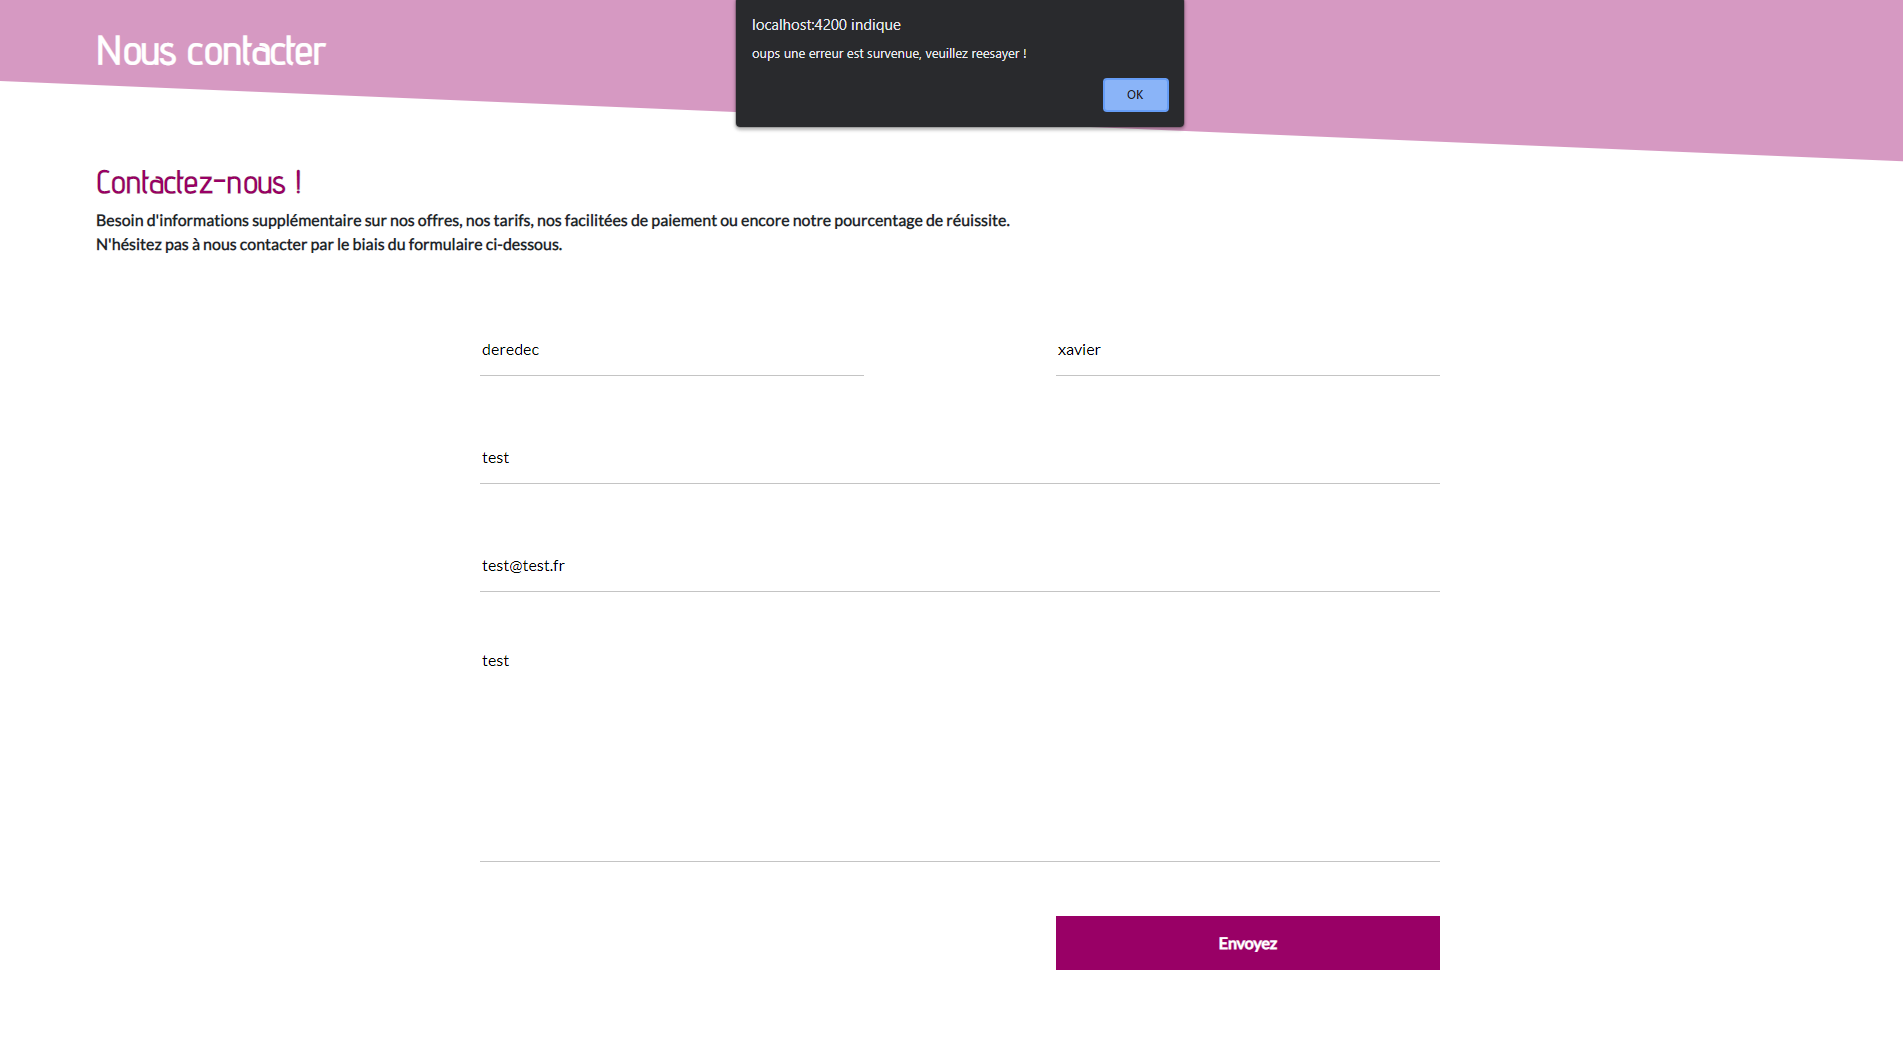 Nous contacter
localhost:4200 indique
oups une erreur est survenue, veuillez reesayer !
OK
Contactez-nous !
Besoin d'informations supplémentaire sur nos offres, nos tarifs, nos facilitées de paiement ou encore notre pourcentage de réuissite.
N'hésitez pas à nous contacter par le biais du formulaire ci-dessous.
deredec
xavier
test
test@test.fr
test
Envoyez